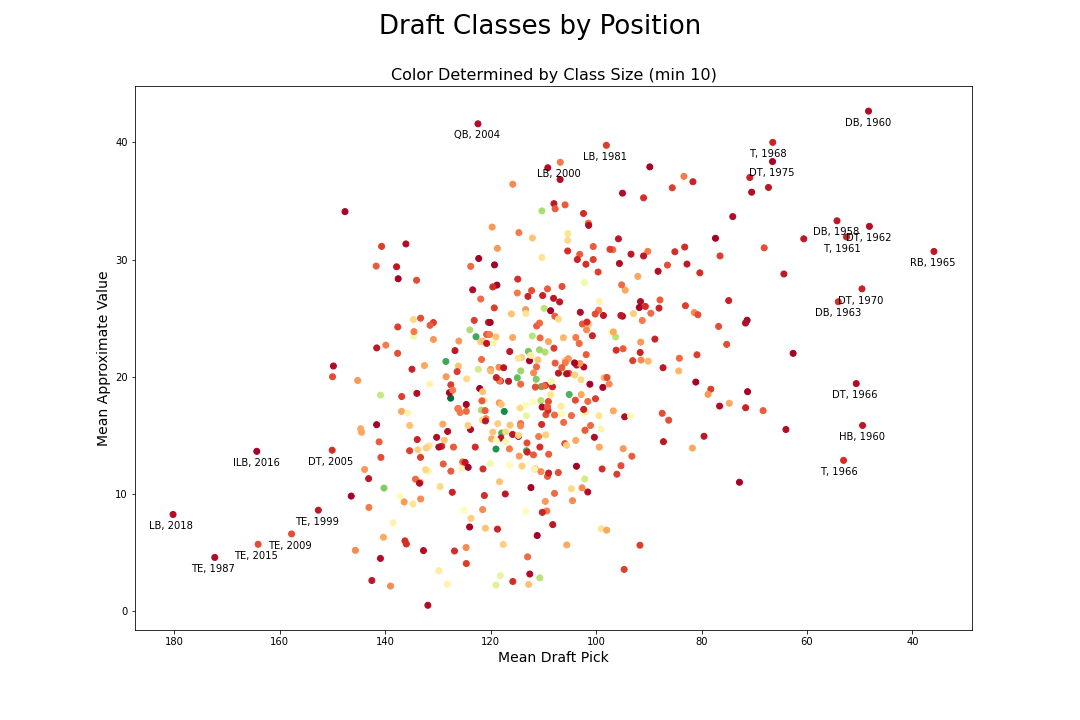 Draft Classes by Position
Color Determined by Class Size (min 10)
DB, 1960
QB, 2004
T, 1968
LB, 1981
DT, 1975
LB, 2000
DB, 1958
DT, 1962
T, 1961
RB, 1965
DT, 1970
DB, 1963
DT, 1966
HB, 1960
T, 1966
ILB, 2016
DT, 2005
LB, 2018
TE, 1999
TE, 2009
TE, 2015
TE, 1987
40
30
20
10
0
Mean Approximate Value
180
160
140
120
100
80
60
40
Mean Draft Pick